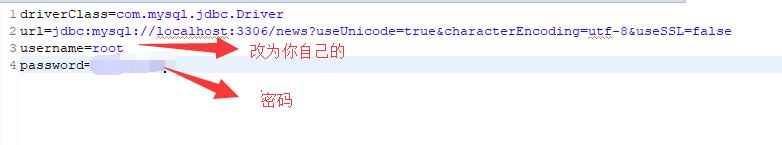 1 driverClass=com.mysql.jdbc.Driver
2 url=jdbc:mysql://localhost:3306/news?useUnicode=true&characterEncoding=utf-8&useSSL=false
3 username=root 改为你自己的
4 password=
密码